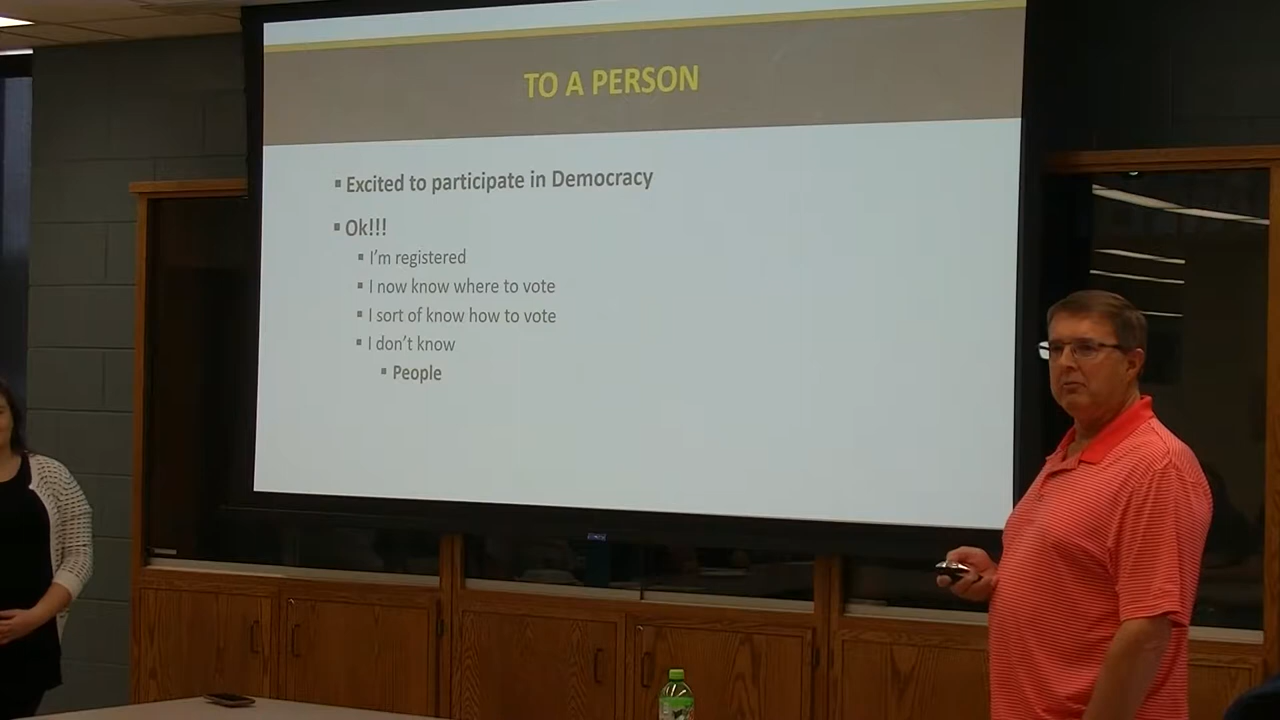 TO A PERSON
▪ Excited to participate in Democracy
▪ Ok!!!
▪ I'm registered
▪ I now know where to vote
▪ I sort of know how to vote
▪ I don't know
▪ People